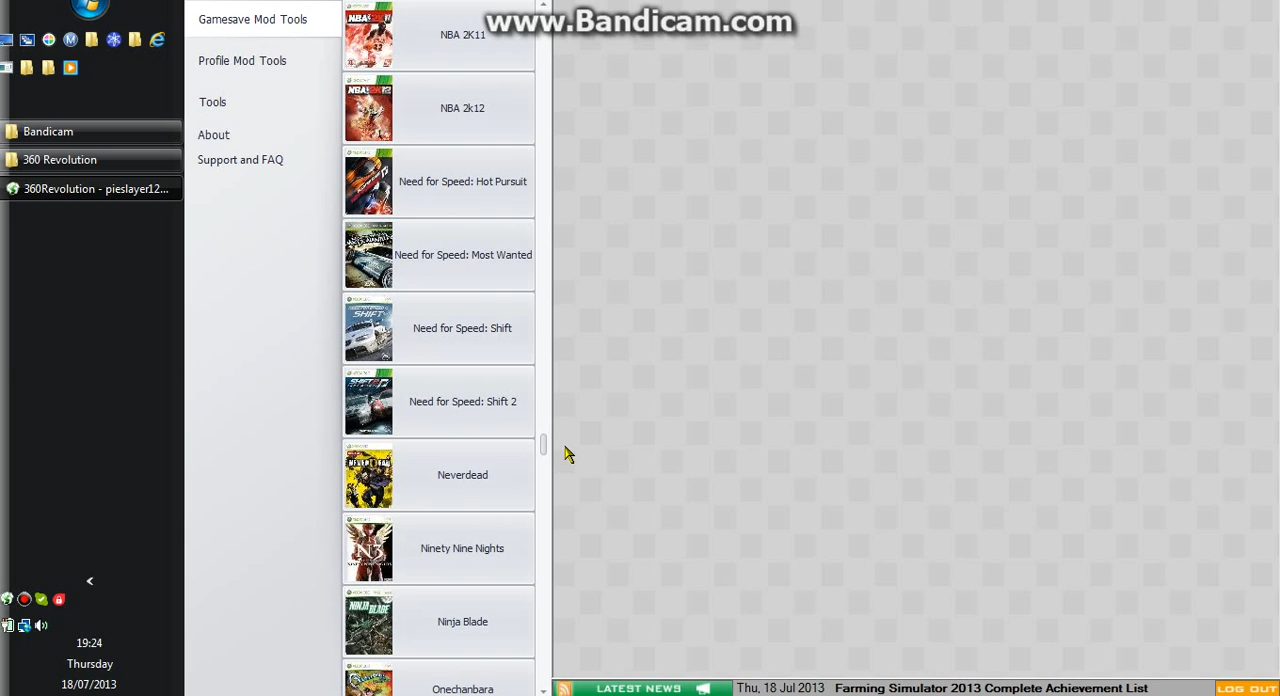 www.Bandicam.com
Gamesave Mod Tools
Profile Mod Tools
Tools
About
Support and FAQ
Bandicam
360 Revolution
360Revolution - pieslayer12...
19:24
Thursday
18/07/2013
NBA 2K11
NBA 2k12
Need for Speed: Hot Pursuit
Need for Speed: Most Wanted
Need for Speed: Shift
Need for Speed: Shift 2
Neverdead
Ninety Nine Nights
Ninja Blade
Onechanbara
LATEST NEWS
Thu, 18 Jul 2013 Farming Simulator 2013 Complete Achievement List
LOG OUT